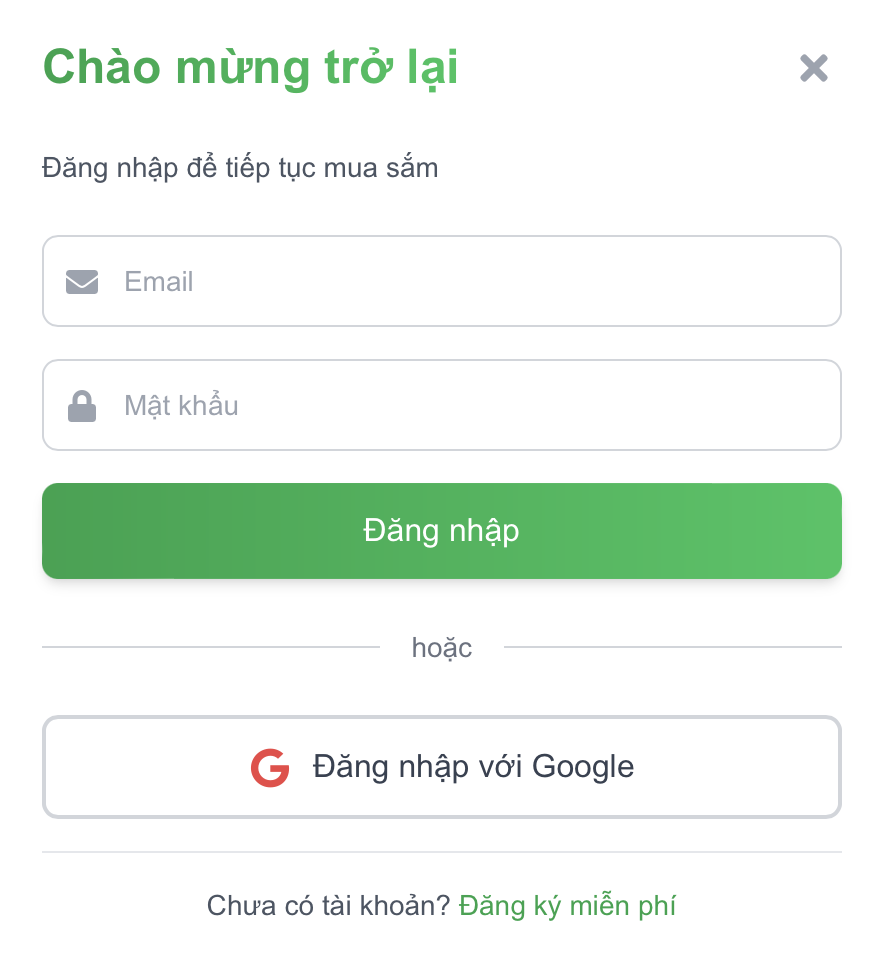 Chào mừng trở lại
Đăng nhập để tiếp tục mua sắm
Email
Mật khẩu
Đăng nhập
hoặc
Đăng nhập với Google
Chưa có tài khoản? Đăng ký miễn phí